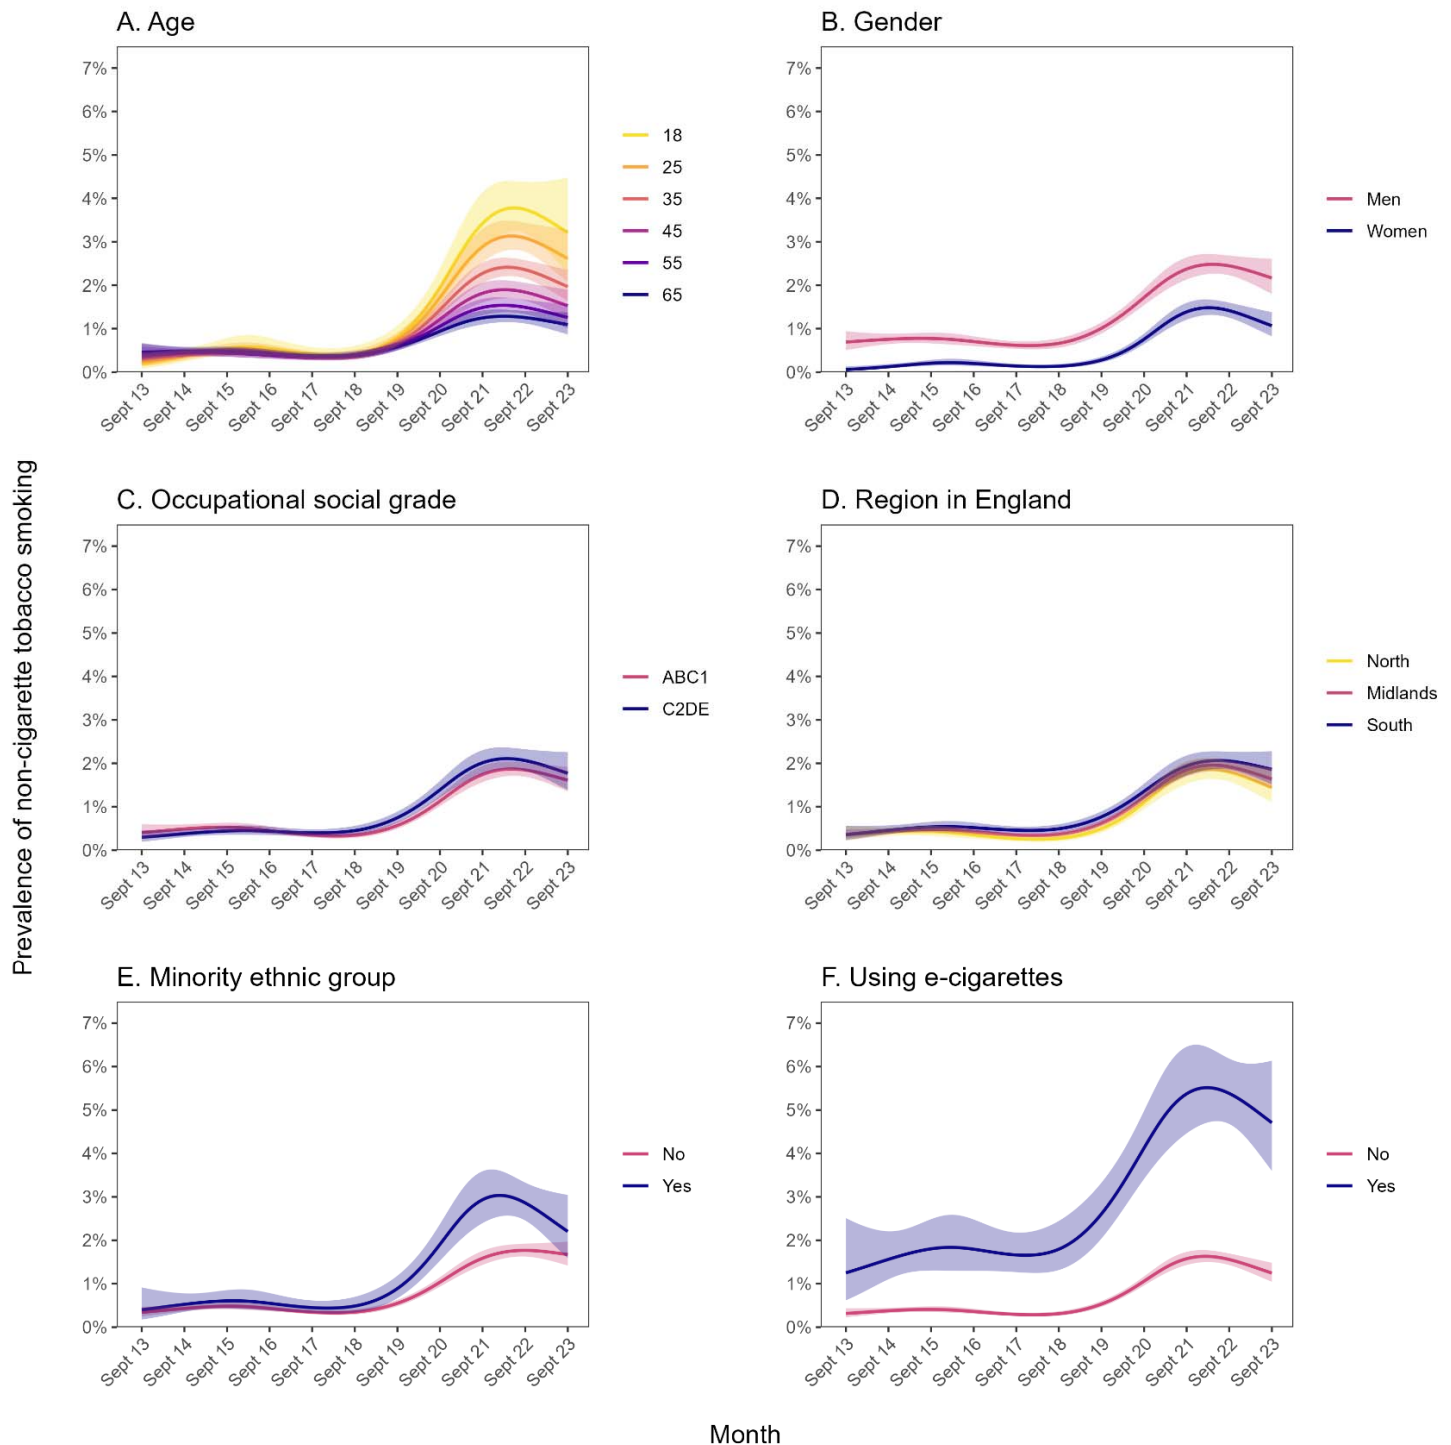 A. Age
7%
6%
5%
4%
3%
2%
1%
0%
Sept 13
Sept 14
Sept 15
Sept 16
Sept 17
Sept 18
Sept 19
Sept 20
Sept 21
Sept 22
Sept 23
18
25
35
45
55
65
B. Gender
7%
6%
5%
4%
3%
2%
1%
0%
Sept 13
Sept 14
Sept 15
Sept 16
Sept 17
Sept 18
Sept 19
Sept 20
Sept 21
Sept 22
Sept 23
Men
Women
Prevalence of non-cigarette tobacco smoking
C. Occupational social grade
7%
6%
5%
4%
3%
2%
1%
0%
Sept 13
Sept 14
Sept 15
Sept 16
Sept 17
Sept 18
Sept 19
Sept 20
Sept 21
Sept 22
Sept 23
ABC1
C2DE
D. Region in England
7%
6%
5%
4%
3%
2%
1%
0%
Sept 13
Sept 14
Sept 15
Sept 16
Sept 17
Sept 18
Sept 19
Sept 20
Sept 21
Sept 22
Sept 23
North
Midlands
South
E. Minority ethnic group
7%
6%
5%
4%
3%
2%
1%
0%
Sept 13
Sept 14
Sept 15
Sept 16
Sept 17
Sept 18
Sept 19
Sept 20
Sept 21
Sept 22
Sept 23
No
Yes
F. Using e-cigarettes
7%
6%
5%
4%
3%
2%
1%
0%
Sept 13
Sept 14
Sept 15
Sept 16
Sept 17
Sept 18
Sept 19
Sept 20
Sept 21
Sept 22
Sept 23
No
Yes
Month